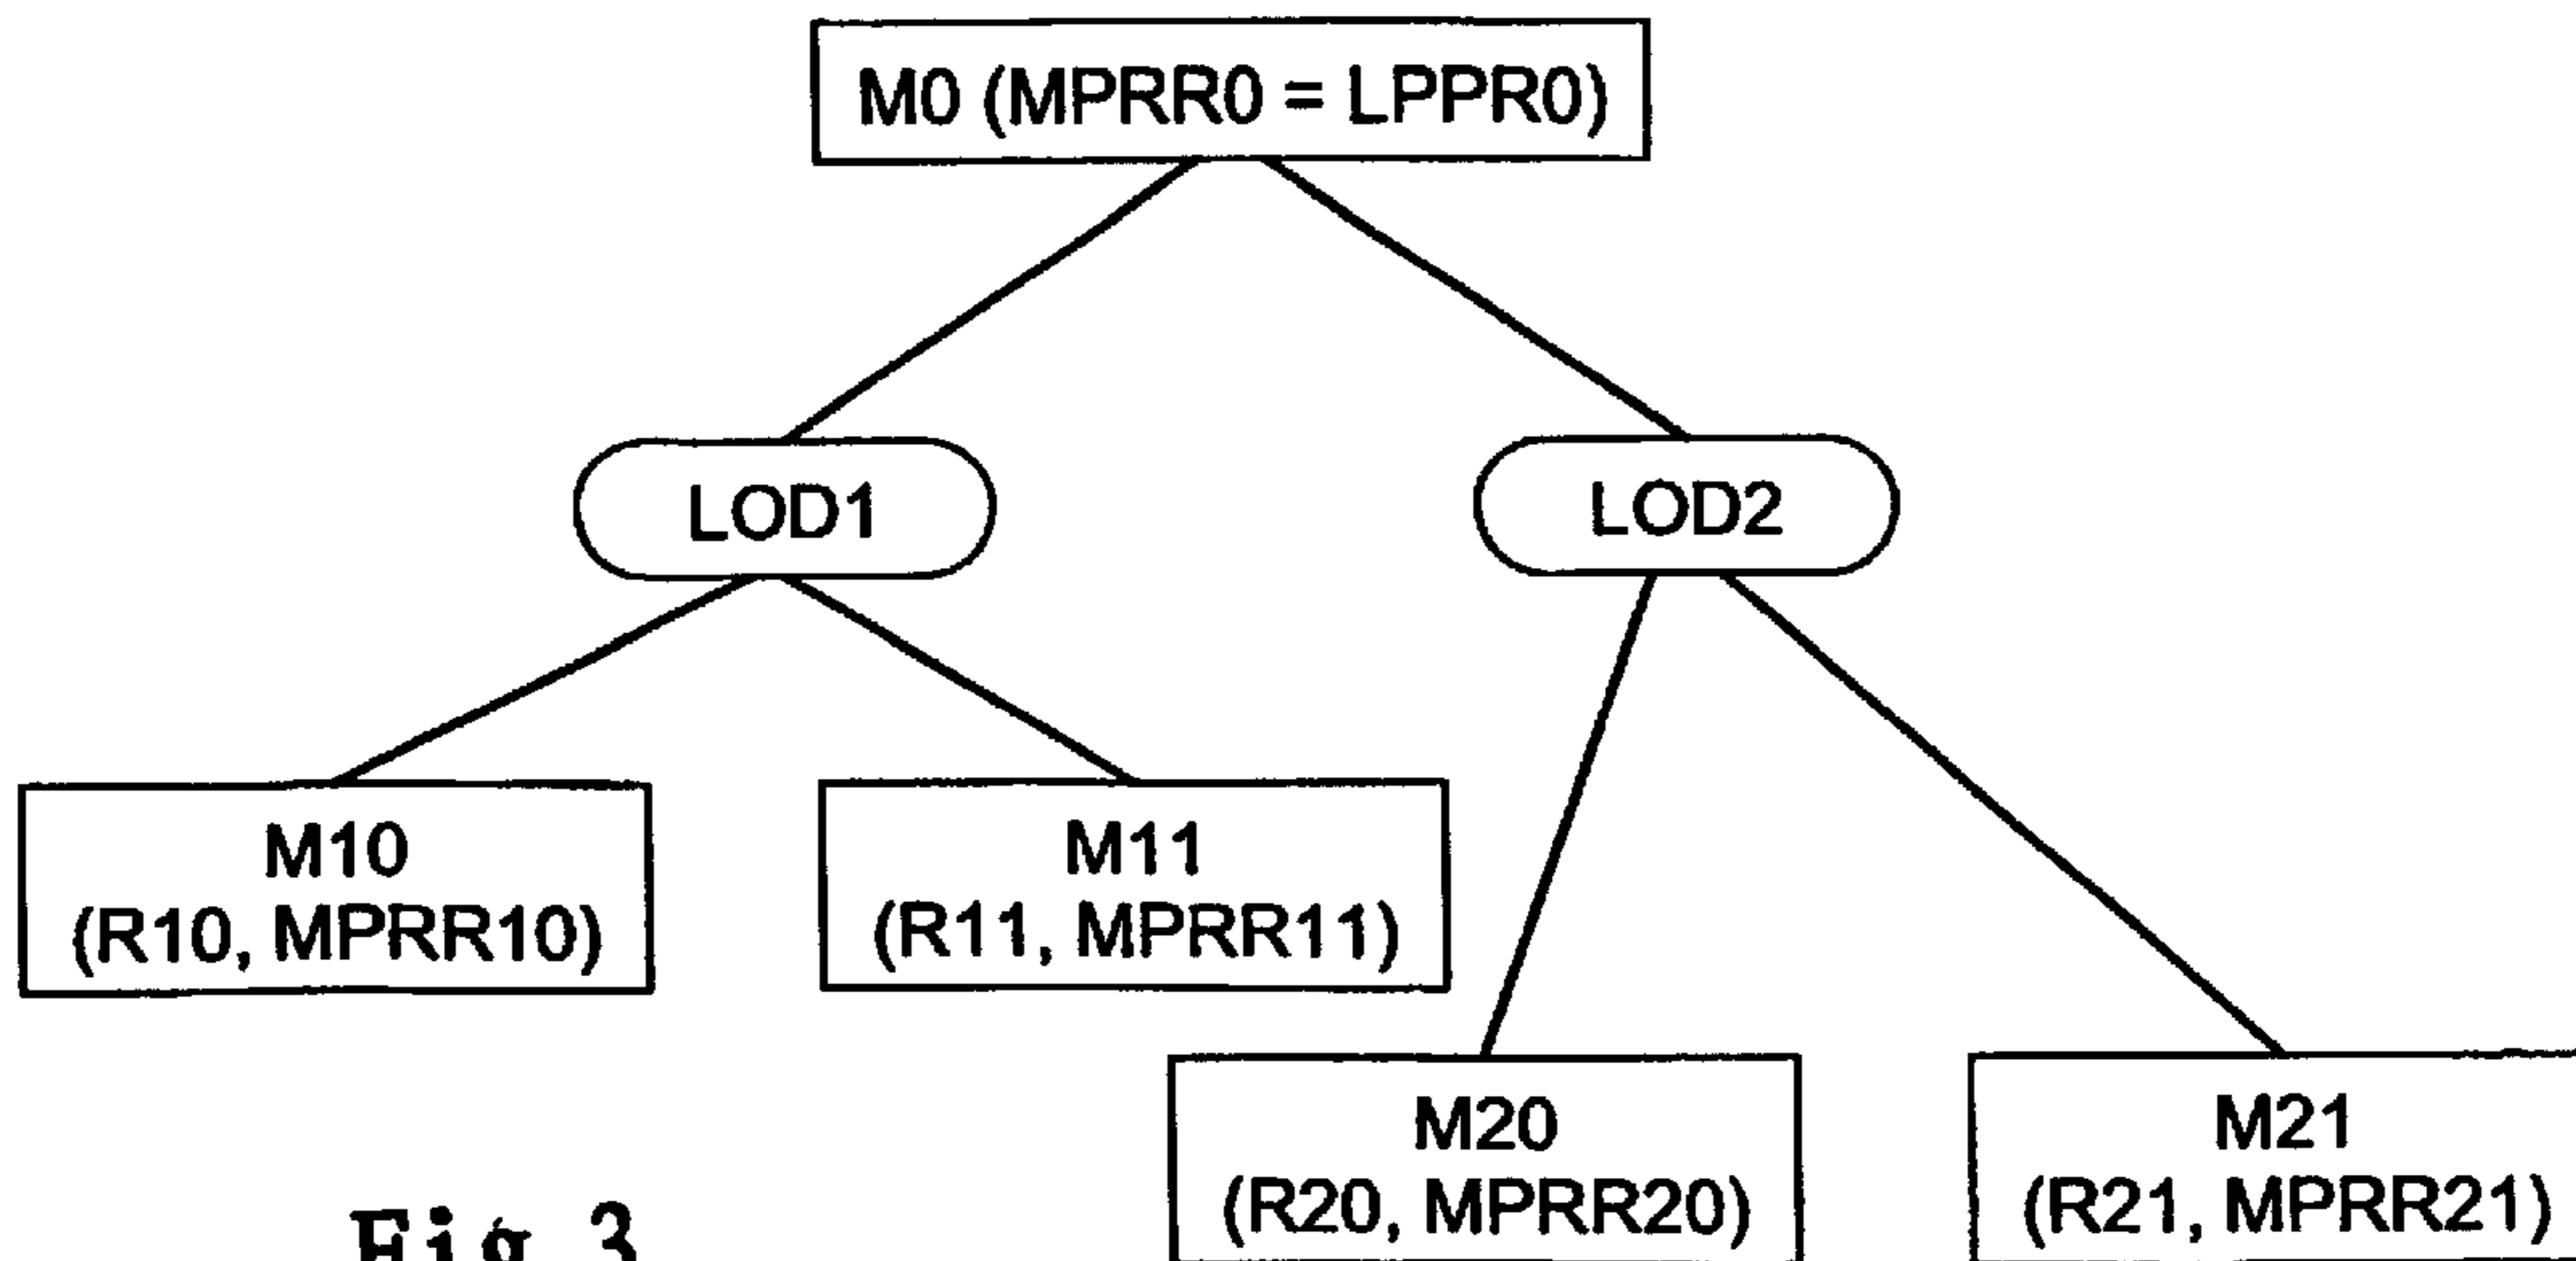 M0 (MPRR0 = LPPR0)
LOD1
LOD2
M10
(R10, MPRR10)
M11
(R11, MPRR11)
M20
(R20, MPRR20)
M21
(R21, MPRR21)
Fig.3